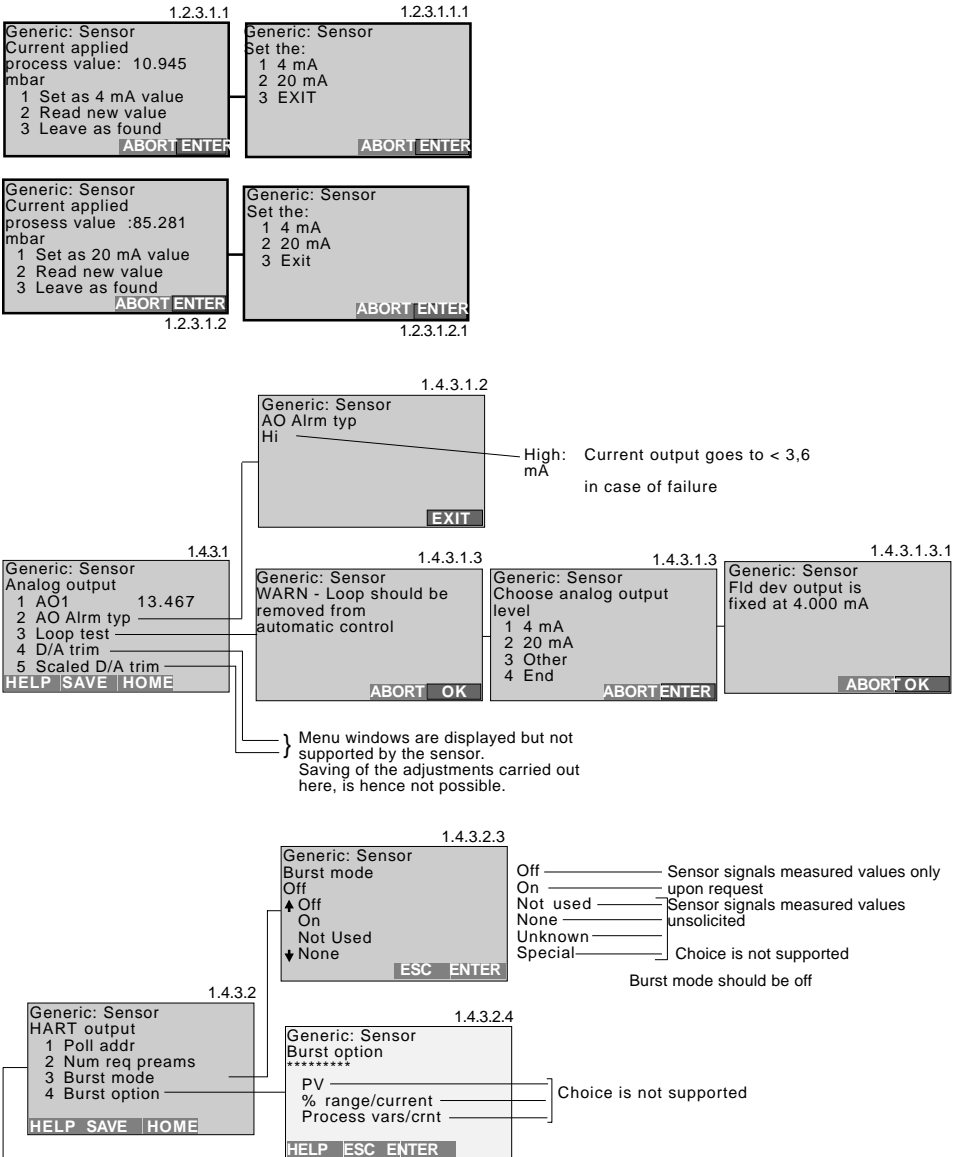 1.2.3.1.1
Generic: Sensor
Current applied
process value: 10.945
mbar
1 Set as 4 mA value
2 Read new value
3 Leave as found
ABORT ENTER
1.2.3.1.1.1
Generic: Sensor
Set the:
1 4 mA
2 20 mA
3 EXIT
ABORT ENTER
Generic: Sensor
Current applied
prosess value :85.281
mbar
1 Set as 20 mA value
2 Read new value
3 Leave as found
ABORT ENTER
1.2.3.1.2
Generic: Sensor
Set the:
1 4 mA
2 20 mA
3 Exit
ABORT ENTER
1.2.3.1.2.1
1.4.3.1.2
Generic: Sensor
AO Alrm typ
Hi
EXIT
High: Current output goes to < 3,6
mA
in case of failure
1.4.3.1
Generic: Sensor
Analog output
1 AO1 13.467
2 AO Alrm typ
3 Loop test
4 D/A trim
5 Scaled D/A trim
HELP SAVE HOME
1.4.3.1.3
Generic: Sensor
WARN - Loop should be
removed from
automatic control
ABORT OK
1.4.3.1.3
Generic: Sensor
Choose analog output
level
1 4 mA
2 20 mA
3 Other
4 End
ABORT ENTER
1.4.3.1.3.1
Generic: Sensor
Fld dev output is
fixed at 4.000 mA
ABORT OK
} Menu windows are displayed but not
supported by the sensor.
Saving of the adjustments carried out
here, is hence not possible.
1.4.3.2.3
Generic: Sensor
Burst mode
Off
Off
On
Not Used
None
ESC ENTER
Off Sensor signals measured values only
On upon request
Not used Sensor signals measured values
None unsolicited
Unknown
Special Choice is not supported
Burst mode should be off
1.4.3.2
Generic: Sensor
HART output
1 Poll addr
2 Num req preams
3 Burst mode
4 Burst option
HELP SAVE HOME
1.4.3.2.4
Generic: Sensor
Burst option
*********
PV
% range/current
Process vars/crnt
HELP ESC ENTER
Choice is not supported